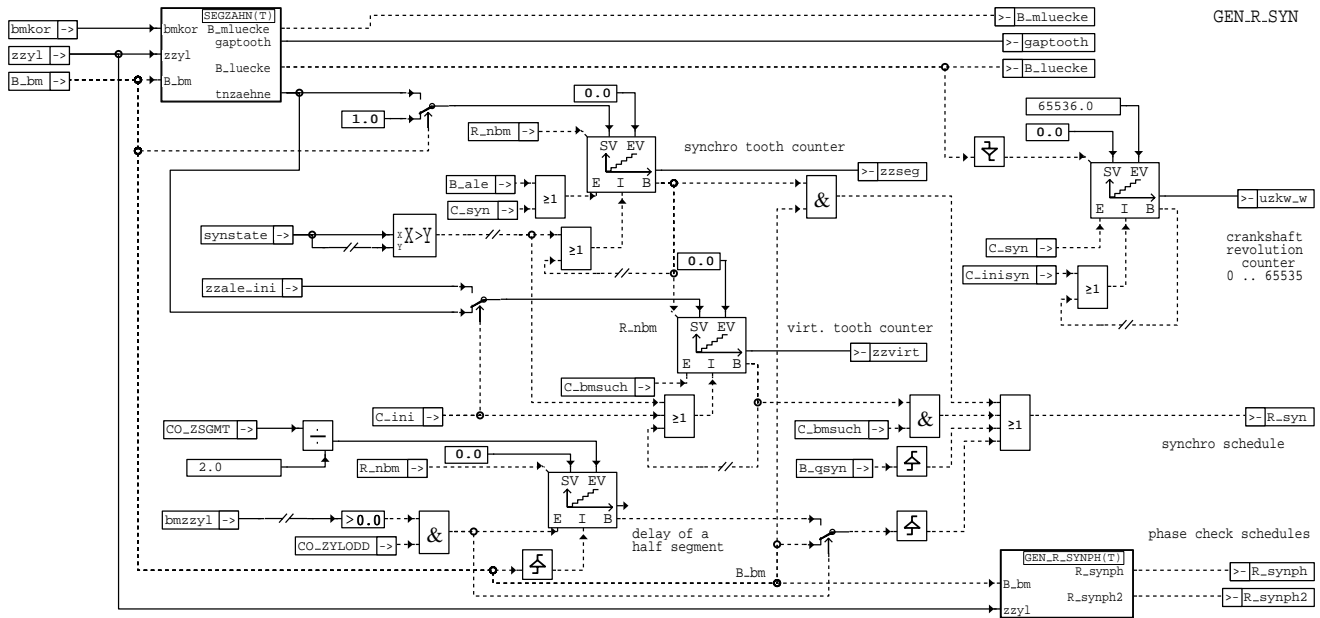 SEGZAHN(T)
GEN_R_SYN
bmkor ->
bmkor
B_mluecke
>- B_mluecke
gaptooth
>- gaptooth
zzyl ->
zzyl
B_luecke
>- B_luecke
B_bm ->
B_bm
tnzaehne
0.0
65536.0
1.0
R_nbm ->
0.0
SV EV
synchro tooth counter
E I B
>- zzseg
SV EV
E I B
>- uzkw_w
B_ale ->
≥1
&
C_syn ->
synstate ->
X
Y
X>Y
≥1
C_syn ->
crankshaft
revolution
counter
0 .. 65535
0.0
C_inisyn ->
≥1
zzale_ini ->
R_nbm
SV EV
virt. tooth counter
E I B
>- zzvirt
C_bmsuch ->
C_ini ->
≥1
CO_ZSGMT ->
÷
C_bmsuch ->
&
≥1
>- R_syn
synchro schedule
0.0
2.0
R_nbm ->
B_qsyn ->
SV EV
E I B
bmzzyl ->
>0.0
&
CO_ZYLODD ->
delay of a
half segment
phase check schedules
B_bm
GEN_R_SYNPH(T)
R_synph
>- R_synph
B_bm
R_synph2
>- R_synph2
zzyl